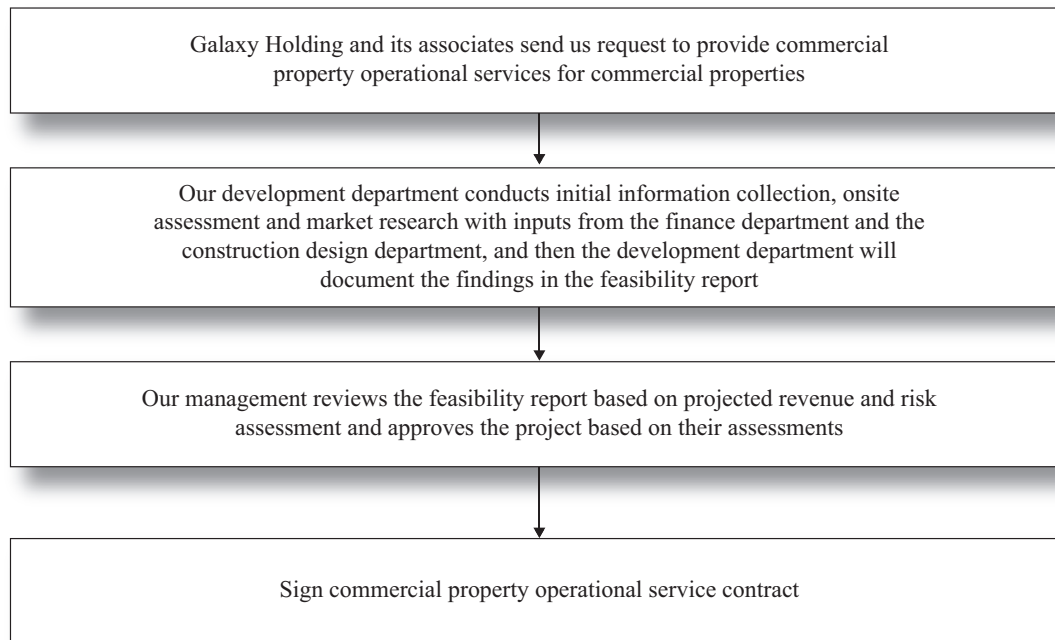 Galaxy Holding and its associates send us request to provide commercial
property operational services for commercial properties
Our development department conducts initial information collection, onsite
assessment and market research with inputs from the finance department and the
construction design department, and then the development department will
document the findings in the feasibility report
Our management reviews the feasibility report based on projected revenue and risk
assessment and approves the project based on their assessments
Sign commercial property operational service contract